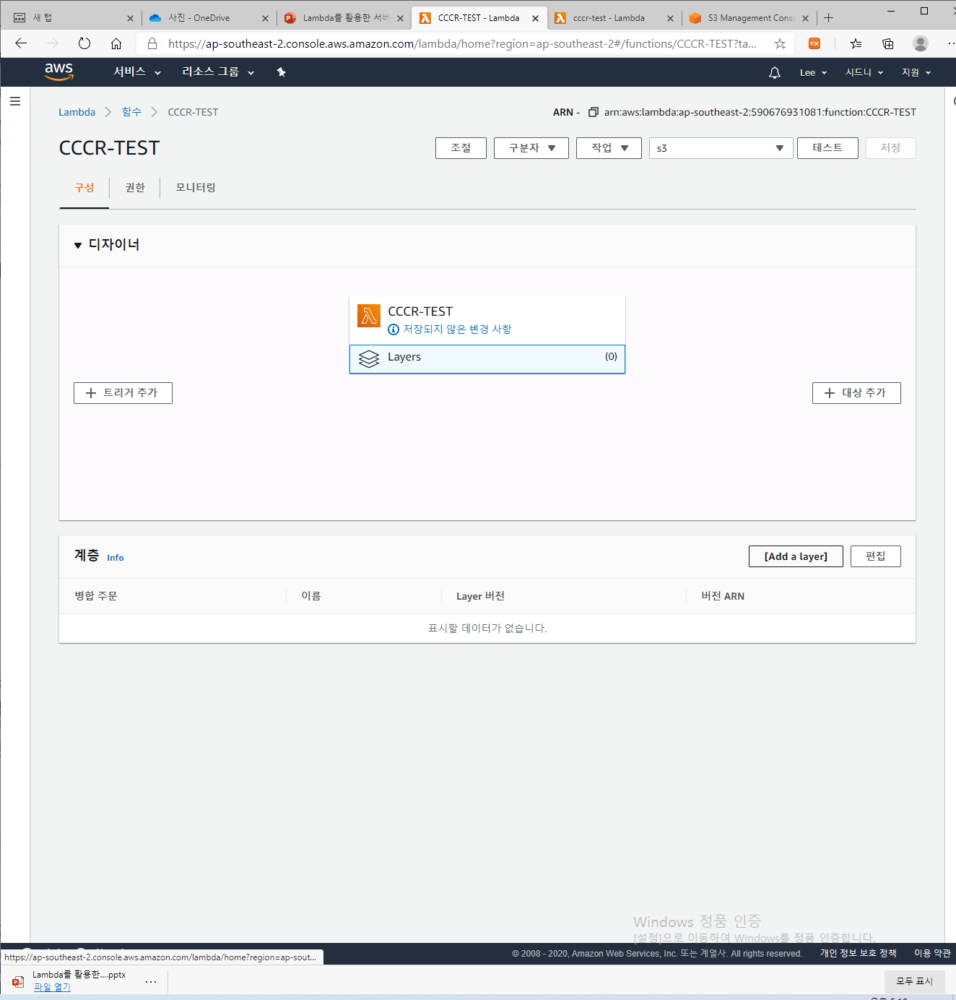 새 탭
사진 - OneDrive
Lambda를 활용한 서버
CCCR-TEST - Lambda
cccr-test - Lambda
S3 Management Conso
https://ap-southeast-2.console.aws.amazon.com/lambda/home?region=ap-southeast-2#/functions/CCCR-TEST?ta...
aws
서비스
리소스 그룹
Lee
시드니
지원
Lambda
함수
CCCR-TEST
ARN - arn:aws:lambda:ap-southeast-2:590676931081:function:CCCR-TEST
CCCR-TEST
조절
구분자
작업
s3
테스트
저장
구성
권한
모니터링
디자이너
CCCR-TEST
저장되지 않은 변경 사항
Layers
(0)
트리거 추가
대상 추가
계층 Info
[Add a layer]
편집
병합 주문
이름
Layer 버전
버전 ARN
표시할 데이터가 없습니다.
Windows 정품 인증
[설정]으로 이동하여 Windows를 정품 인증합니다.
© 2008 - 2020, Amazon Web Services, Inc. 또는 계열사. All rights reserved.
개인 정보 보호 정책
이용 약관
https://ap-southeast-2.console.aws.amazon.com/lambda/home?region=ap-sout...
Lambda를 활용한....pptx
파일 열기
모두 표시